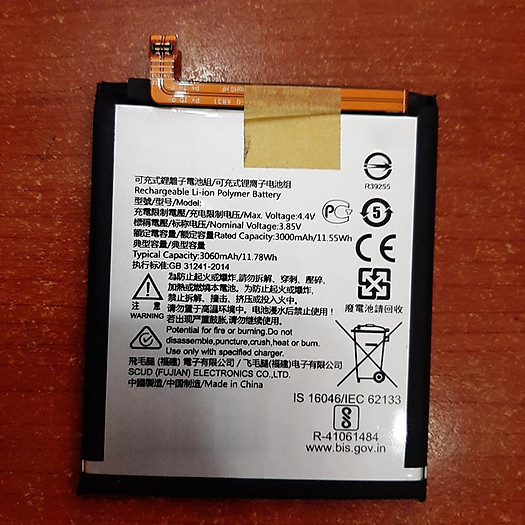 可充式鋰離子電池組/可充式锂离子电池组
Rechargeable Li-ion Polymer Battery
型號/型号/Model:
充電限制電壓/充电限制电压/Max. Voltage:4.4V
標稱電壓/标称电压/Nominal Voltage:3.85V
額定電容量/额定容量Rated Capacity:3000mAh/11.55Wh
典型容量/典型容量
Typical Capacity:3060mAh/11.78Wh
执行标准:GB 31241-2014
為防止起火或爆炸,請勿拆解、穿刺、壓碎、
加熱或燃燒本電池。为防止起火或爆炸,
禁止拆解、撞击、挤压或投入火中。
请勿置于高温环境中。电池浸水后禁止使用!
若出现严重鼓胀,请勿继续使用。
注意
WARNING
Potential for fire or burning.Do not
disassemble,puncture,crush,heat or burn.
Use only with specified charger.
飛毛腿 (福建) 電子有限公司 / 飞毛腿(福建)电子有限公司
SCUD (FUJIAN) ELECTRONICS CO.,LTD.
中國製造/中国制造/Made in China
R39255
5
CE
廢電池請回收
IS 16046/IEC 62133
R-41061484
www.bis.gov.in